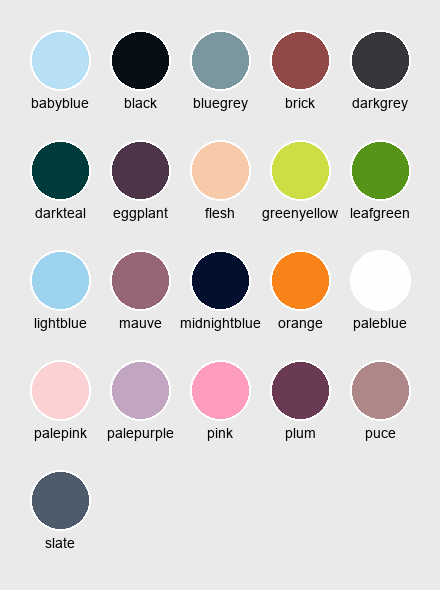 babyblue black bluegrey brick darkgrey
darkteal eggplant flesh greenyellow leafgreen
lightblue mauve midnightblue orange paleblue
palepink palepurple pink plum puce
slate